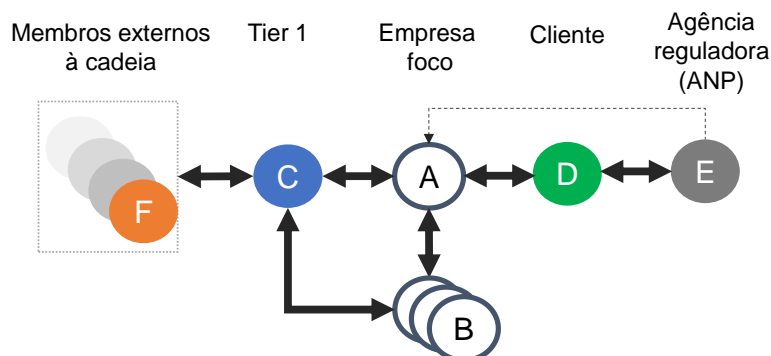 Membros externos
à cadeia
Tier 1
Empresa
foco
Cliente
Agência
reguladora
(ANP)
F
C
A
D
E
B